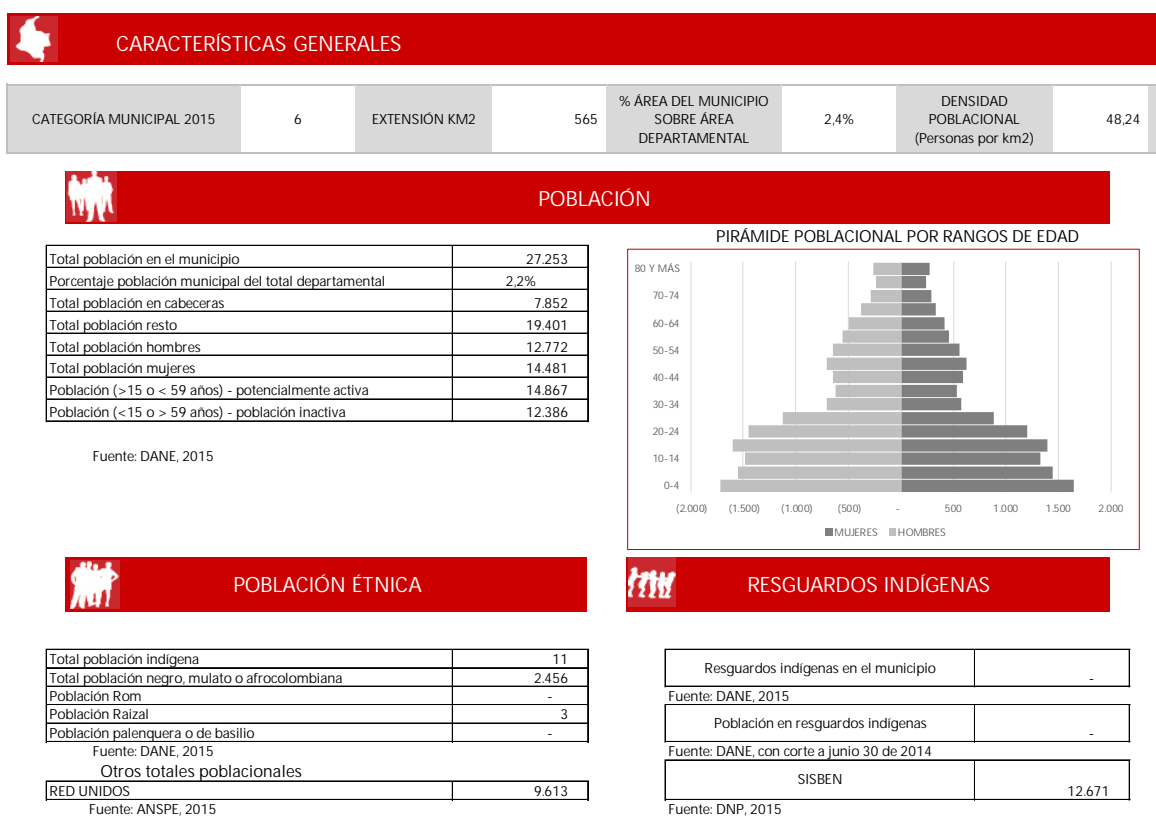 CARACTERÍSTICAS GENERALES
CATEGORÍA MUNICIPAL 2015 6 EXTENSIÓN KM2 565 % ÁREA DEL MUNICIPIO SOBRE ÁREA DEPARTAMENTAL 2,4% DENSIDAD POBLACIONAL (Personas por km2) 48,24
POBLACIÓN
Total población en el municipio 27.253
Porcentaje población municipal del total departamental 2,2%
Total población en cabeceras 7.852
Total población resto 19.401
Total población hombres 12.772
Total población mujeres 14.481
Población (>15 o < 59 años) - potencialmente activa 14.867
Población (<15 o > 59 años) - población inactiva 12.386
Fuente: DANE, 2015
PIRÁMIDE POBLACIONAL POR RANGOS DE EDAD
80 Y MÁS
70-74
60-64
50-54
40-44
30-34
20-24
10-14
0-4
(2.000) (1.500) (1.000) (500) - 500 1.000 1.500 2.000
MUJERES HOMBRES
POBLACIÓN ÉTNICA
Total población indígena 11
Total población negro, mulato o afrocolombiana 2.456
Población Rom -
Población Raizal 3
Población palenquera o de basilio -
Fuente: DANE, 2015
Otros totales poblacionales
RED UNIDOS 9.613
Fuente: ANSPE, 2015
RESGUARDOS INDÍGENAS
Resguardos indígenas en el municipio -
Fuente: DANE, 2015
Población en resguardos indígenas -
Fuente: DANE, con corte a junio 30 de 2014
SISBEN 12.671
Fuente: DNP, 2015